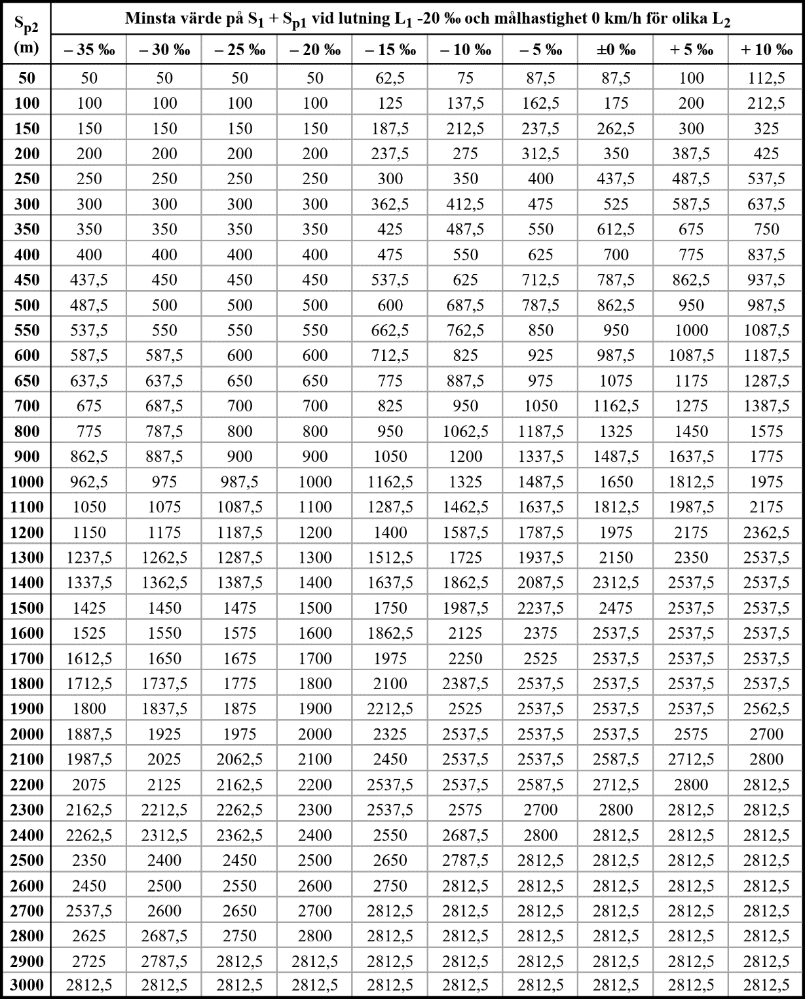 S_p2 (m) Minsta värde på S_1 + S_p1 vid lutning L_1 -20 ‰ och målhastighet 0 km/h för olika L_2
– 35 ‰ – 30 ‰ – 25 ‰ – 20 ‰ – 15 ‰ – 10 ‰ – 5 ‰ ±0 ‰ + 5 ‰ + 10 ‰
50 50 50 50 50 62,5 75 87,5 87,5 100 112,5
100 100 100 100 100 125 137,5 162,5 175 200 212,5
150 150 150 150 150 187,5 212,5 237,5 262,5 300 325
200 200 200 200 200 237,5 275 312,5 350 387,5 425
250 250 250 250 250 300 350 400 437,5 487,5 537,5
300 300 300 300 300 362,5 412,5 475 525 587,5 637,5
350 350 350 350 350 425 487,5 550 612,5 675 750
400 400 400 400 400 475 550 625 700 775 837,5
450 437,5 450 450 450 537,5 625 712,5 787,5 862,5 937,5
500 487,5 500 500 500 600 687,5 787,5 862,5 950 987,5
550 537,5 550 550 550 662,5 762,5 850 950 1000 1087,5
600 587,5 587,5 600 600 712,5 825 925 987,5 1087,5 1187,5
650 637,5 637,5 650 650 775 887,5 975 1075 1175 1287,5
700 675 687,5 700 700 825 950 1050 1162,5 1275 1387,5
800 775 787,5 800 800 950 1062,5 1187,5 1325 1450 1575
900 862,5 887,5 900 900 1050 1200 1337,5 1487,5 1637,5 1775
1000 962,5 975 987,5 1000 1162,5 1325 1487,5 1650 1812,5 1975
1100 1050 1075 1087,5 1100 1287,5 1462,5 1637,5 1812,5 1987,5 2175
1200 1150 1175 1187,5 1200 1400 1587,5 1787,5 1975 2175 2362,5
1300 1237,5 1262,5 1287,5 1300 1512,5 1725 1937,5 2150 2350 2537,5
1400 1337,5 1362,5 1387,5 1400 1637,5 1862,5 2087,5 2312,5 2537,5 2537,5
1500 1425 1450 1475 1500 1750 1987,5 2237,5 2475 2537,5 2537,5
1600 1525 1550 1575 1600 1862,5 2125 2375 2537,5 2537,5 2537,5
1700 1612,5 1650 1675 1700 1975 2250 2525 2537,5 2537,5 2537,5
1800 1712,5 1737,5 1775 1800 2100 2387,5 2537,5 2537,5 2537,5 2537,5
1900 1800 1837,5 1875 1900 2212,5 2525 2537,5 2537,5 2537,5 2562,5
2000 1887,5 1925 1975 2000 2325 2537,5 2537,5 2537,5 2575 2700
2100 1987,5 2025 2062,5 2100 2450 2537,5 2537,5 2587,5 2712,5 2800
2200 2075 2125 2162,5 2200 2537,5 2537,5 2587,5 2712,5 2800 2812,5
2300 2162,5 2212,5 2262,5 2300 2537,5 2575 2700 2800 2812,5 2812,5
2400 2262,5 2312,5 2362,5 2400 2550 2687,5 2800 2812,5 2812,5 2812,5
2500 2350 2400 2450 2500 2650 2787,5 2812,5 2812,5 2812,5 2812,5
2600 2450 2500 2550 2600 2750 2812,5 2812,5 2812,5 2812,5 2812,5
2700 2537,5 2600 2650 2700 2812,5 2812,5 2812,5 2812,5 2812,5 2812,5
2800 2625 2687,5 2750 2800 2812,5 2812,5 2812,5 2812,5 2812,5 2812,5
2900 2725 2787,5 2812,5 2812,5 2812,5 2812,5 2812,5 2812,5 2812,5 2812,5
3000 2812,5 2812,5 2812,5 2812,5 2812,5 2812,5 2812,5 2812,5 2812,5 2812,5